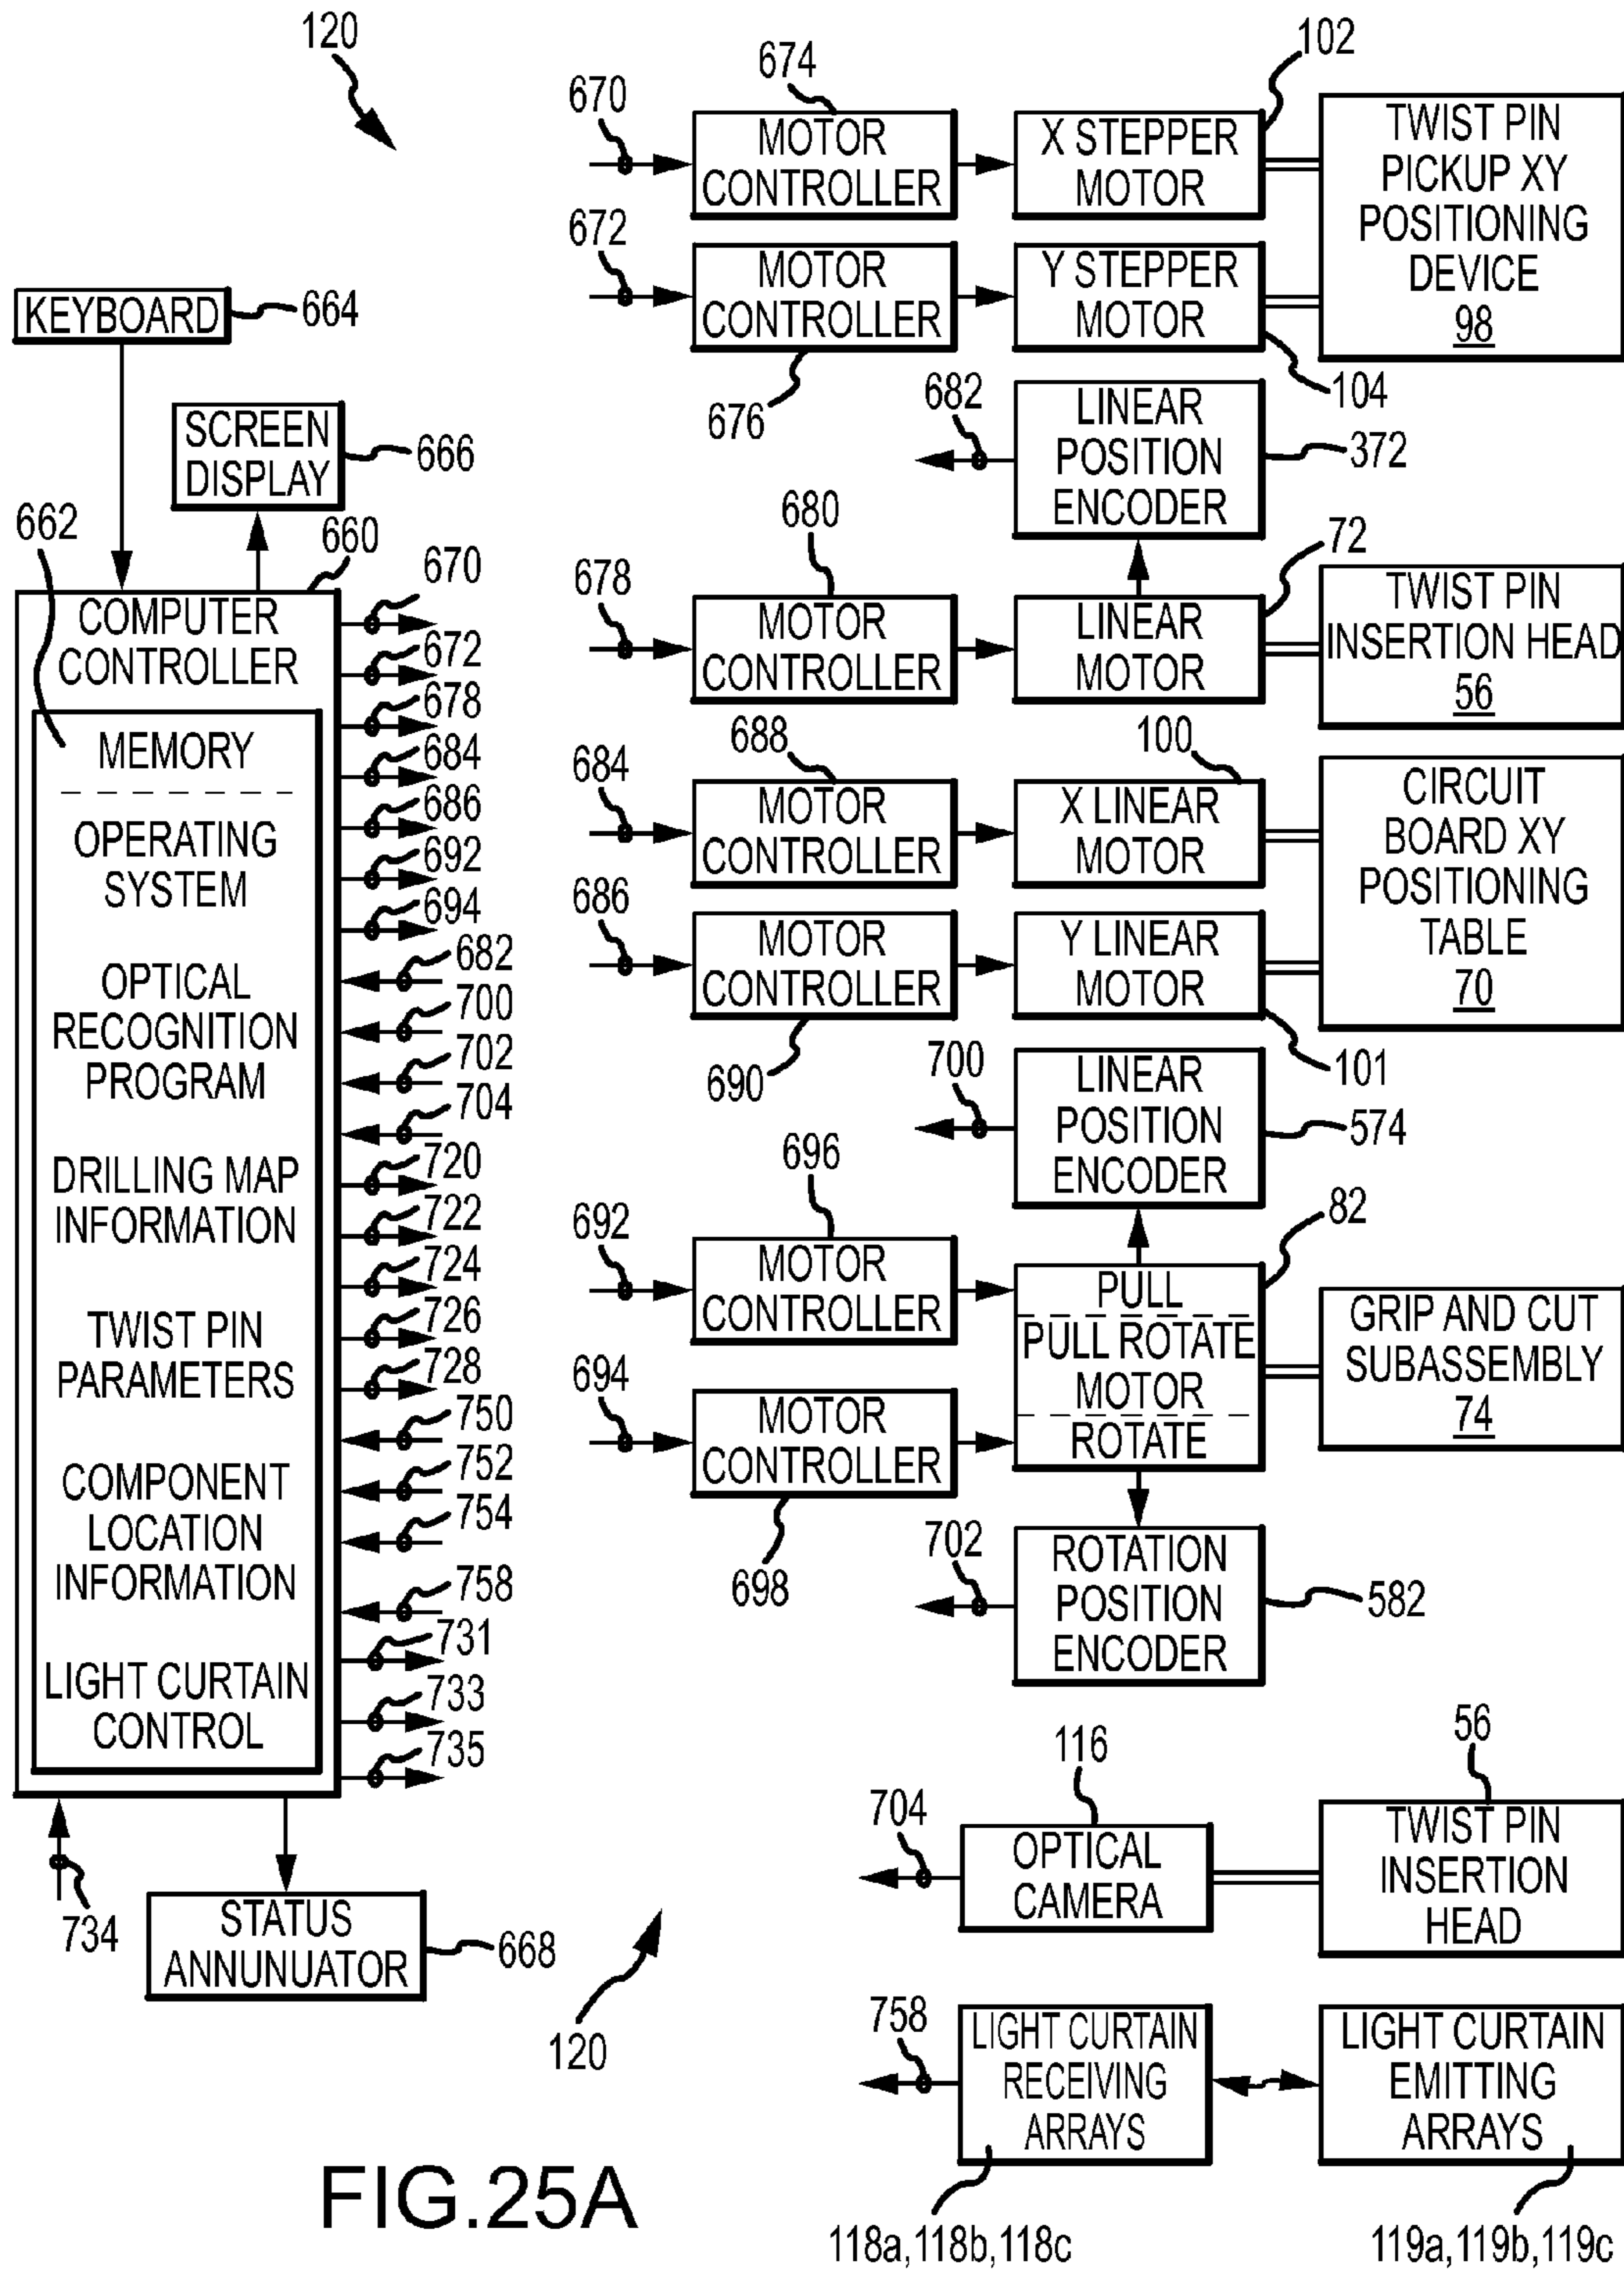 120
KEYBOARD
664
SCREEN
DISPLAY
666
662
660
COMPUTER
CONTROLLER
MEMORY
OPERATING
SYSTEM
OPTICAL
RECOGNITION
PROGRAM
DRILLING MAP
INFORMATION
TWIST PIN
PARAMETERS
COMPONENT
LOCATION
INFORMATION
LIGHT CURTAIN
CONTROL
670
672
678
684
686
692
694
682
700
702
704
720
722
724
726
728
750
752
754
758
731
733
735
734
STATUS
ANNUNUATOR
668
670
674
MOTOR
CONTROLLER
102
X STEPPER
MOTOR
TWIST PIN
PICKUP XY
POSITIONING
DEVICE
98
672
MOTOR
CONTROLLER
676
Y STEPPER
MOTOR
104
682
LINEAR
POSITION
ENCODER
372
678
680
MOTOR
CONTROLLER
72
LINEAR
MOTOR
TWIST PIN
INSERTION HEAD
56
684
688
MOTOR
CONTROLLER
100
X LINEAR
MOTOR
CIRCUIT
BOARD XY
POSITIONING
TABLE
70
686
MOTOR
CONTROLLER
690
Y LINEAR
MOTOR
101
700
LINEAR
POSITION
ENCODER
574
692
696
MOTOR
CONTROLLER
82
PULL
PULL ROTATE
MOTOR
ROTATE
GRIP AND CUT
SUBASSEMBLY
74
694
MOTOR
CONTROLLER
698
702
ROTATION
POSITION
ENCODER
582
704
116
OPTICAL
CAMERA
56
TWIST PIN
INSERTION
HEAD
120
758
LIGHT CURTAIN
RECEIVING
ARRAYS
118a,118b,118c
LIGHT CURTAIN
EMITTING
ARRAYS
119a,119b,119c
FIG.25A